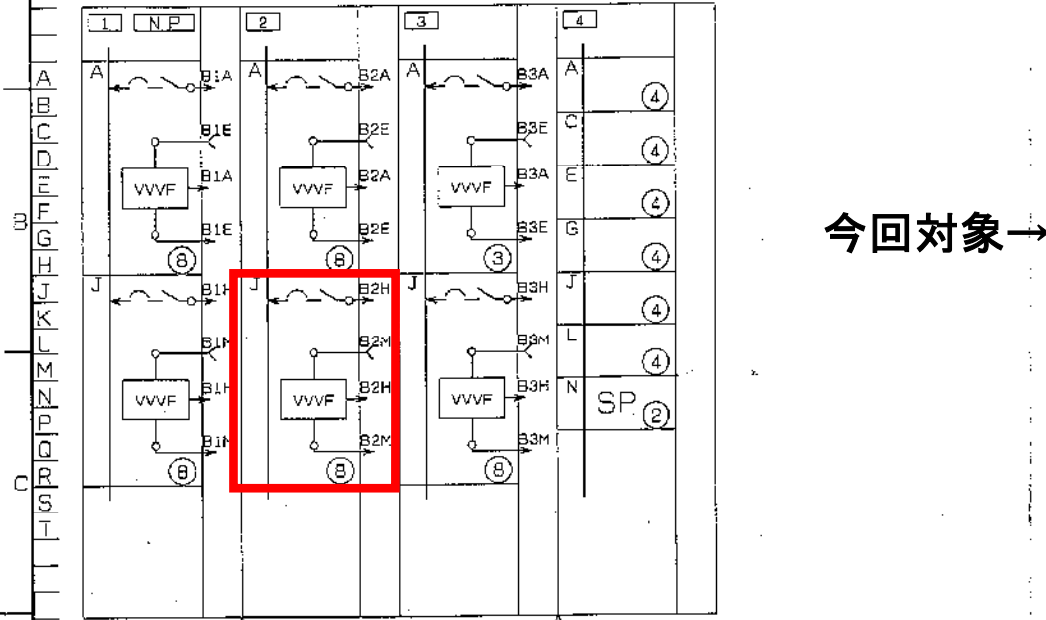 1 N.P 2 3 4
A A A A A
B1A B2A B3A
④ ④ ④ ④ ④ ④
B
C C
B1E B2E B3E
D
VVVF VVVF VVVF
E E
B1A B2A B3A
F
B
G G
B1E B2E B3E
今回対象→
H
⑧ ⑧ ③
J J J J J
B1H B2H B3H
K
L L
B1M B2M B3M
M
VVVF VVVF VVVF
N N
B1H B2H B3H
SP ②
P
Q
B1M B2M B3M
C
R
⑧ ⑧ ⑧
S
T